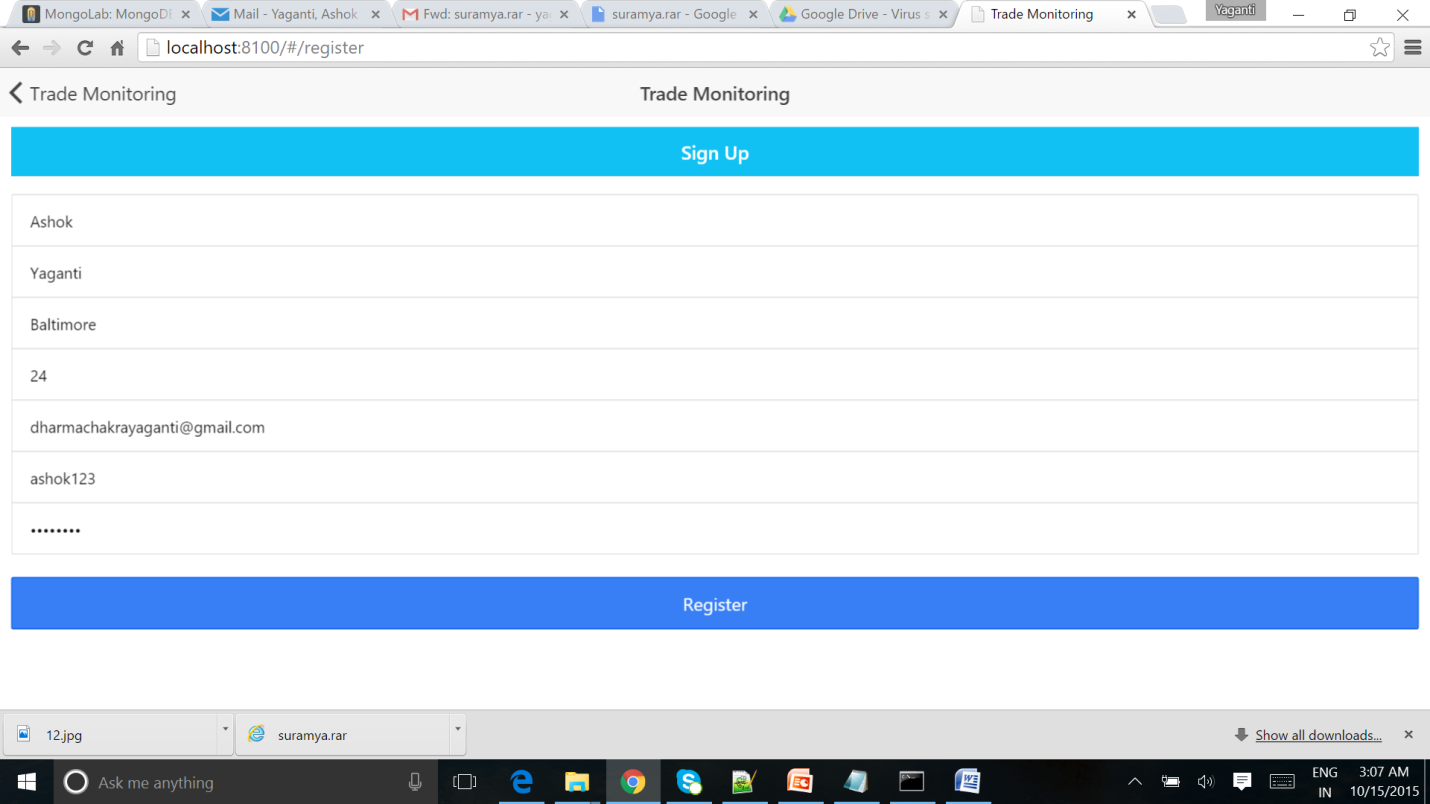 MongoLab: MongoDB
Mail - Yaganti, Ashok
Fwd: suramya.rar - ya
suramya.rar - Google
Google Drive - Virus s
Trade Monitoring
Yaganti
localhost:8100/#/register
Trade Monitoring
Trade Monitoring
Sign Up
Ashok
Yaganti
Baltimore
24
dharmachakrayaganti@gmail.com
ashok123
••••••••
Register
12.jpg
suramya.rar
Show all downloads...
Ask me anything
ENG
IN
3:07 AM
10/15/2015